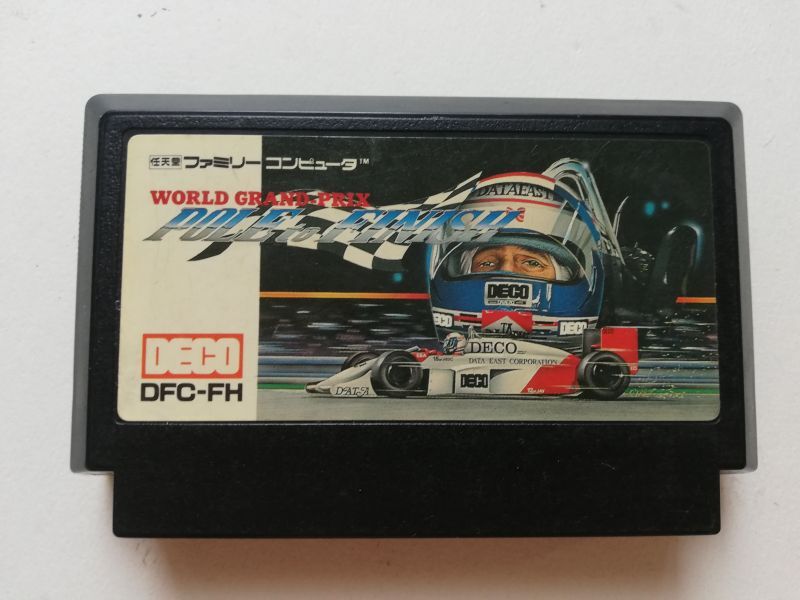 任天堂 ファミリーコンピュータ™
WORLD GRAND-PRIX
POLE to FINISH
DATA EAST
DECO
DECO
DECO
DECO
DATA EAST CORPORATION
DECO
DECO
DFC-FH